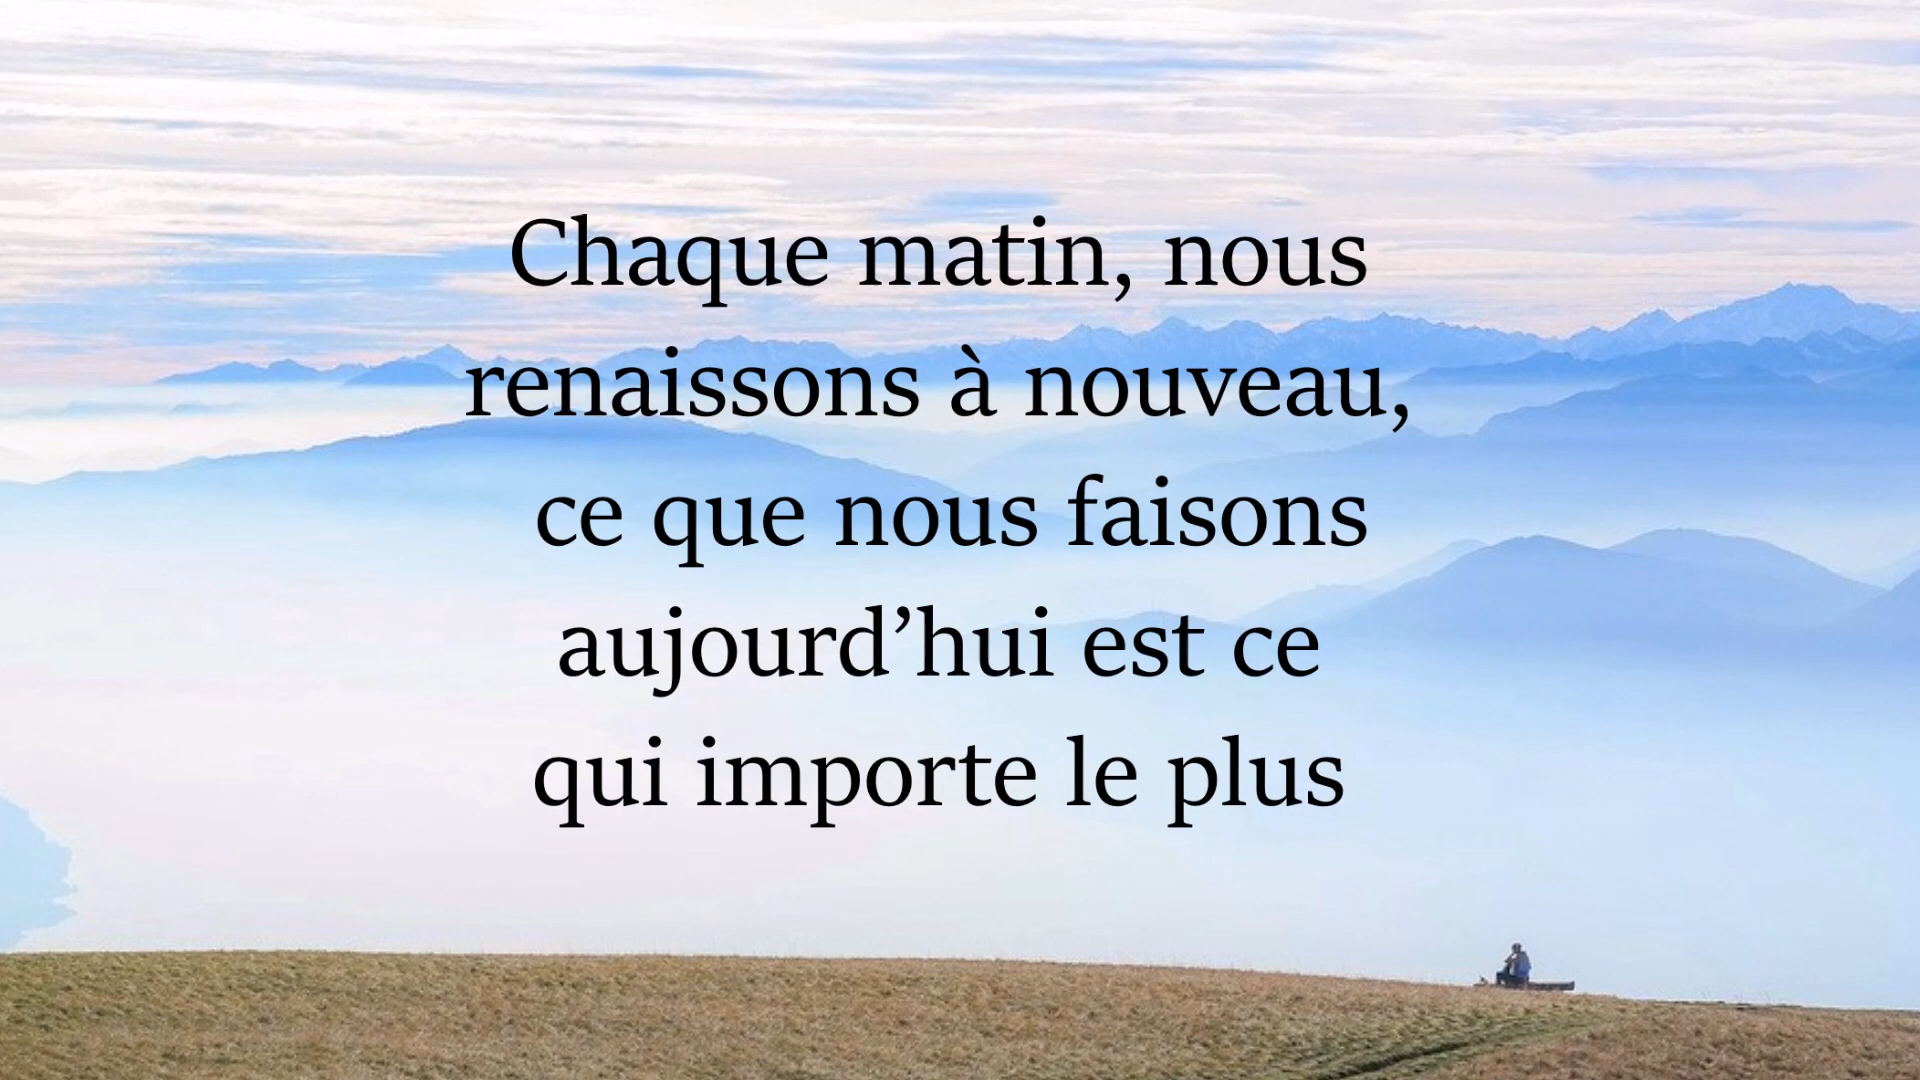 Chaque matin, nous
renaissons à nouveau,
ce que nous faisons
aujourd’hui est ce
qui importe le plus